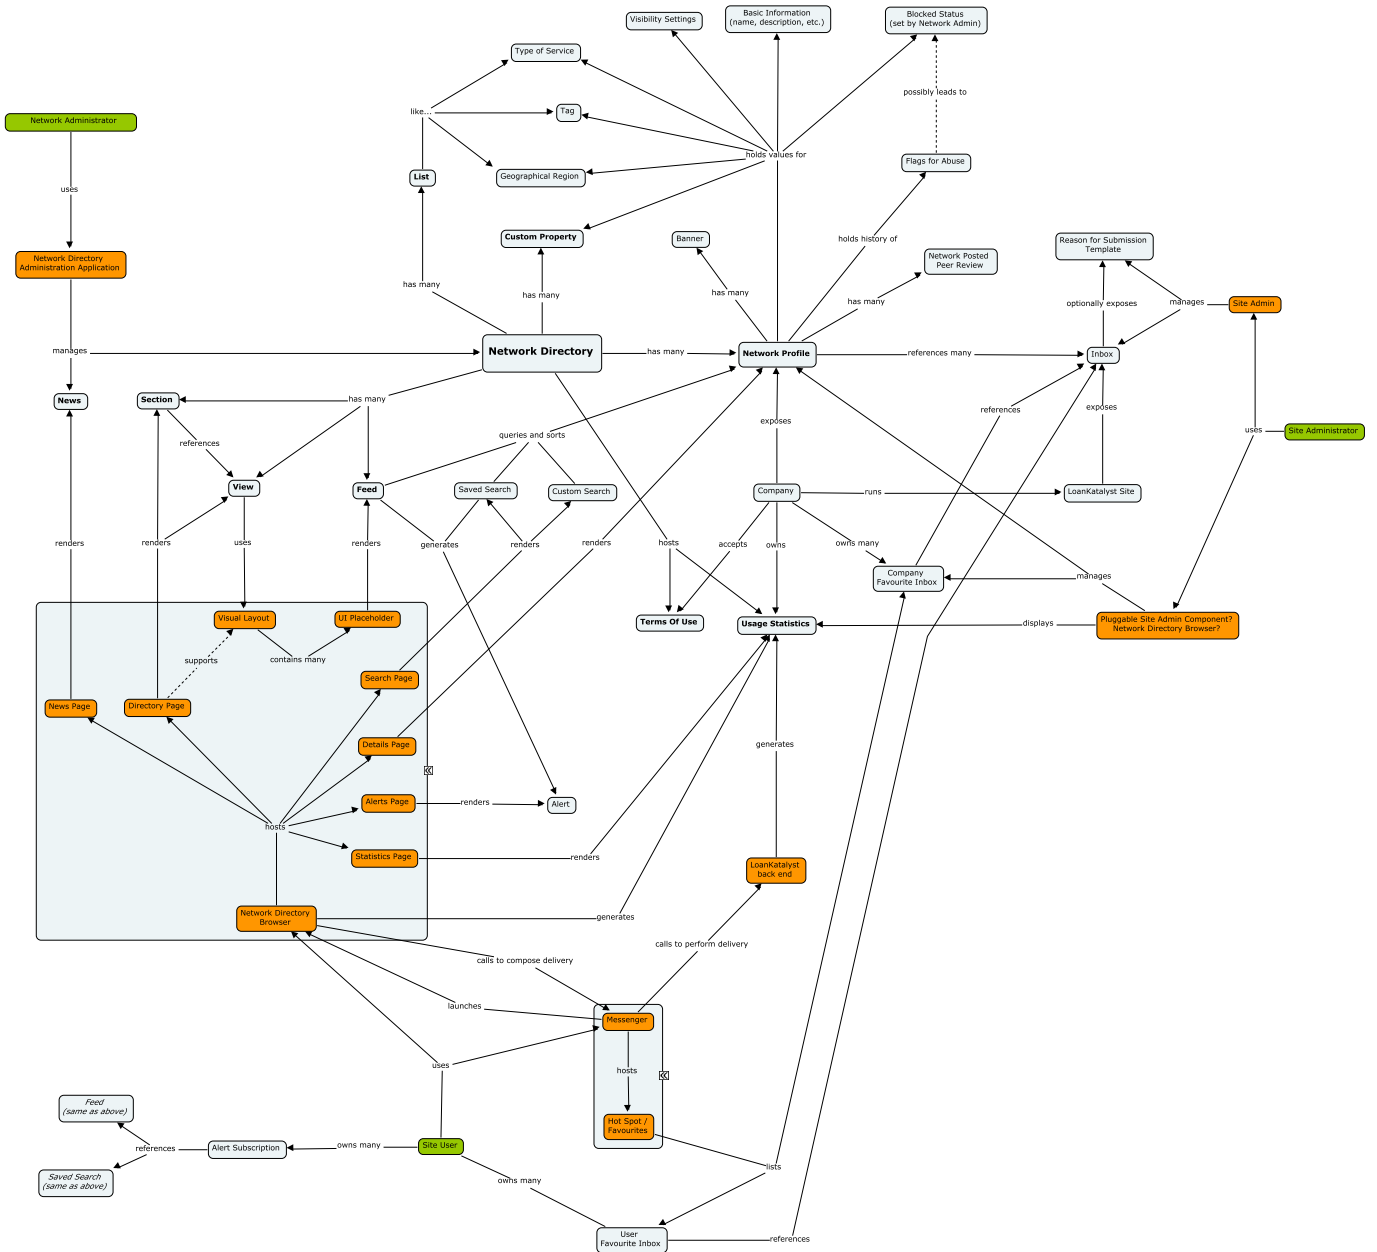 Visibility Settings
Basic Information
(name, description, etc.)
Blocked Status
(set by Network Admin)
Type of Service
possibly leads to
like...
Tag
Network Administrator
holds values for
Flags for Abuse
List
Geographical Region
uses
Custom Property
Banner
holds history of
Reason for Submission
Template
Network Directory
Administration Application
Network Posted
Peer Review
has many
has many
has many
has many
optionally exposes
manages
Site Admin
manages
Network Directory
has many
Network Profile
references many
Inbox
News
Section
has many
references
exposes
exposes
uses
Site Administrator
references
queries and sorts
View
Feed
Saved Search
Custom Search
Company
runs
LoanKatalyst Site
renders
renders
uses
renders
generates
renders
renders
hosts
accepts
owns
owns many
Company
Favourite Inbox
manages
Visual Layout
UI Placeholder
Terms Of Use
Usage Statistics
displays
Pluggable Site Admin Component?
Network Directory Browser?
supports
contains many
Search Page
News Page
Directory Page
Details Page
generates
Alerts Page
renders
Alert
hosts
Statistics Page
renders
LoanKatalyst
back end
Network Directory
Browser
generates
calls to perform delivery
calls to compose delivery
launches
Messenger
uses
hosts
Feed
(same as above)
Hot Spot /
Favourites
references
Alert Subscription
owns many
Site User
lists
Saved Search
(same as above)
owns many
User
Favourite Inbox
references